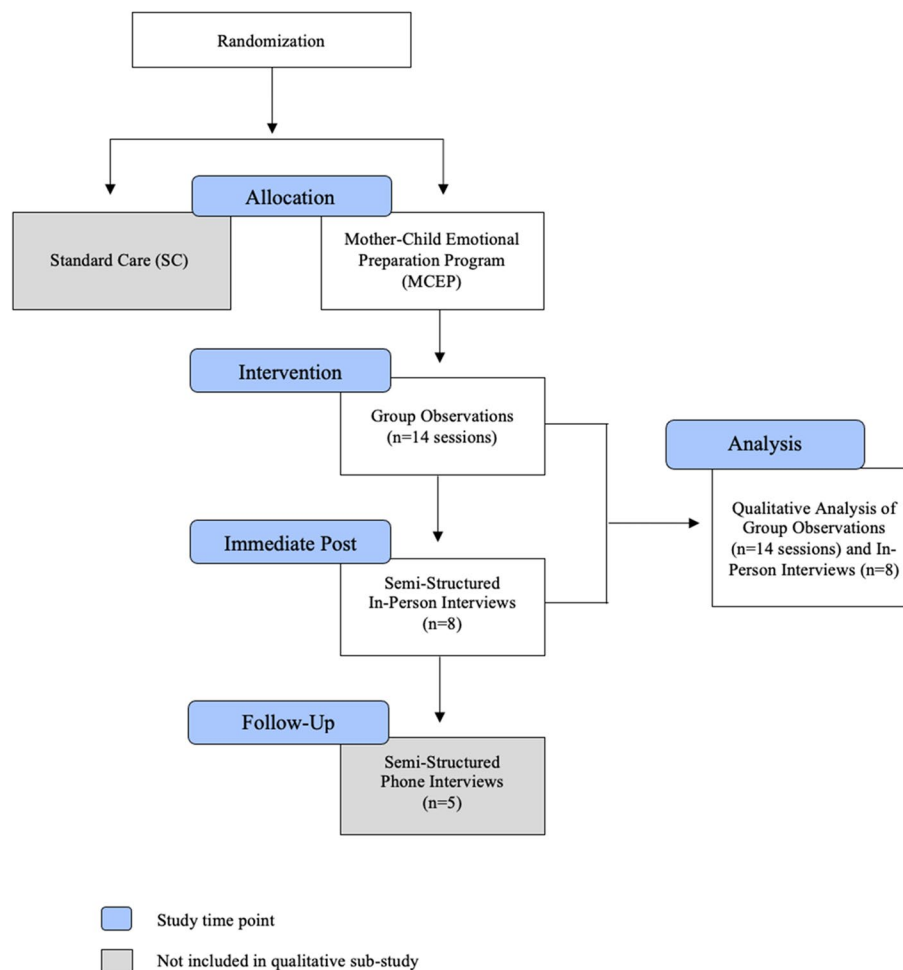 Randomization
Allocation
Standard Care (SC)
Mother-Child Emotional
Preparation Program
(MCEP)
Intervention
Group Observations
(n=14 sessions)
Analysis
Qualitative Analysis of
Group Observations
(n=14 sessions) and In-
Person Interviews (n=8)
Immediate Post
Semi-Structured
In-Person Interviews
(n=8)
Follow-Up
Semi-Structured
Phone Interviews
(n=5)
Study time point
Not included in qualitative sub-study